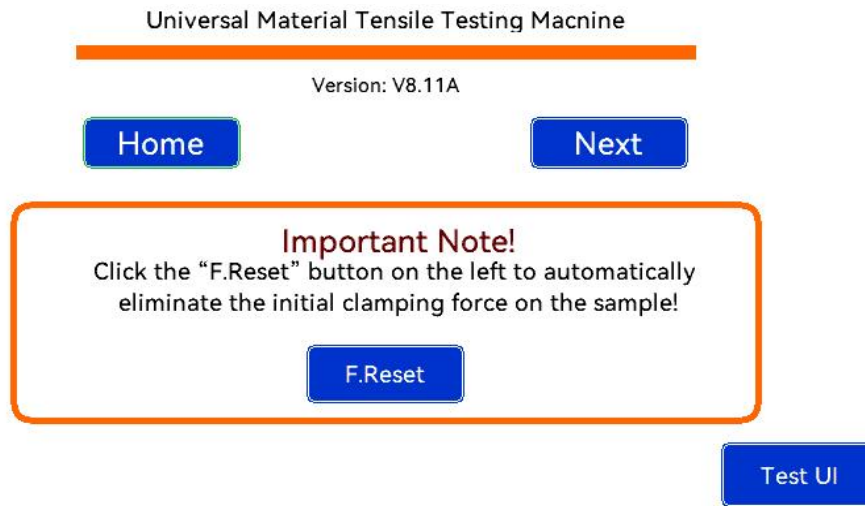 Universal Material Tensile Testing Macnine
Version: V8.11A
Home
Next
Important Note!
Click the “F.Reset” button on the left to automatically
eliminate the initial clamping force on the sample!
F.Reset
Test UI